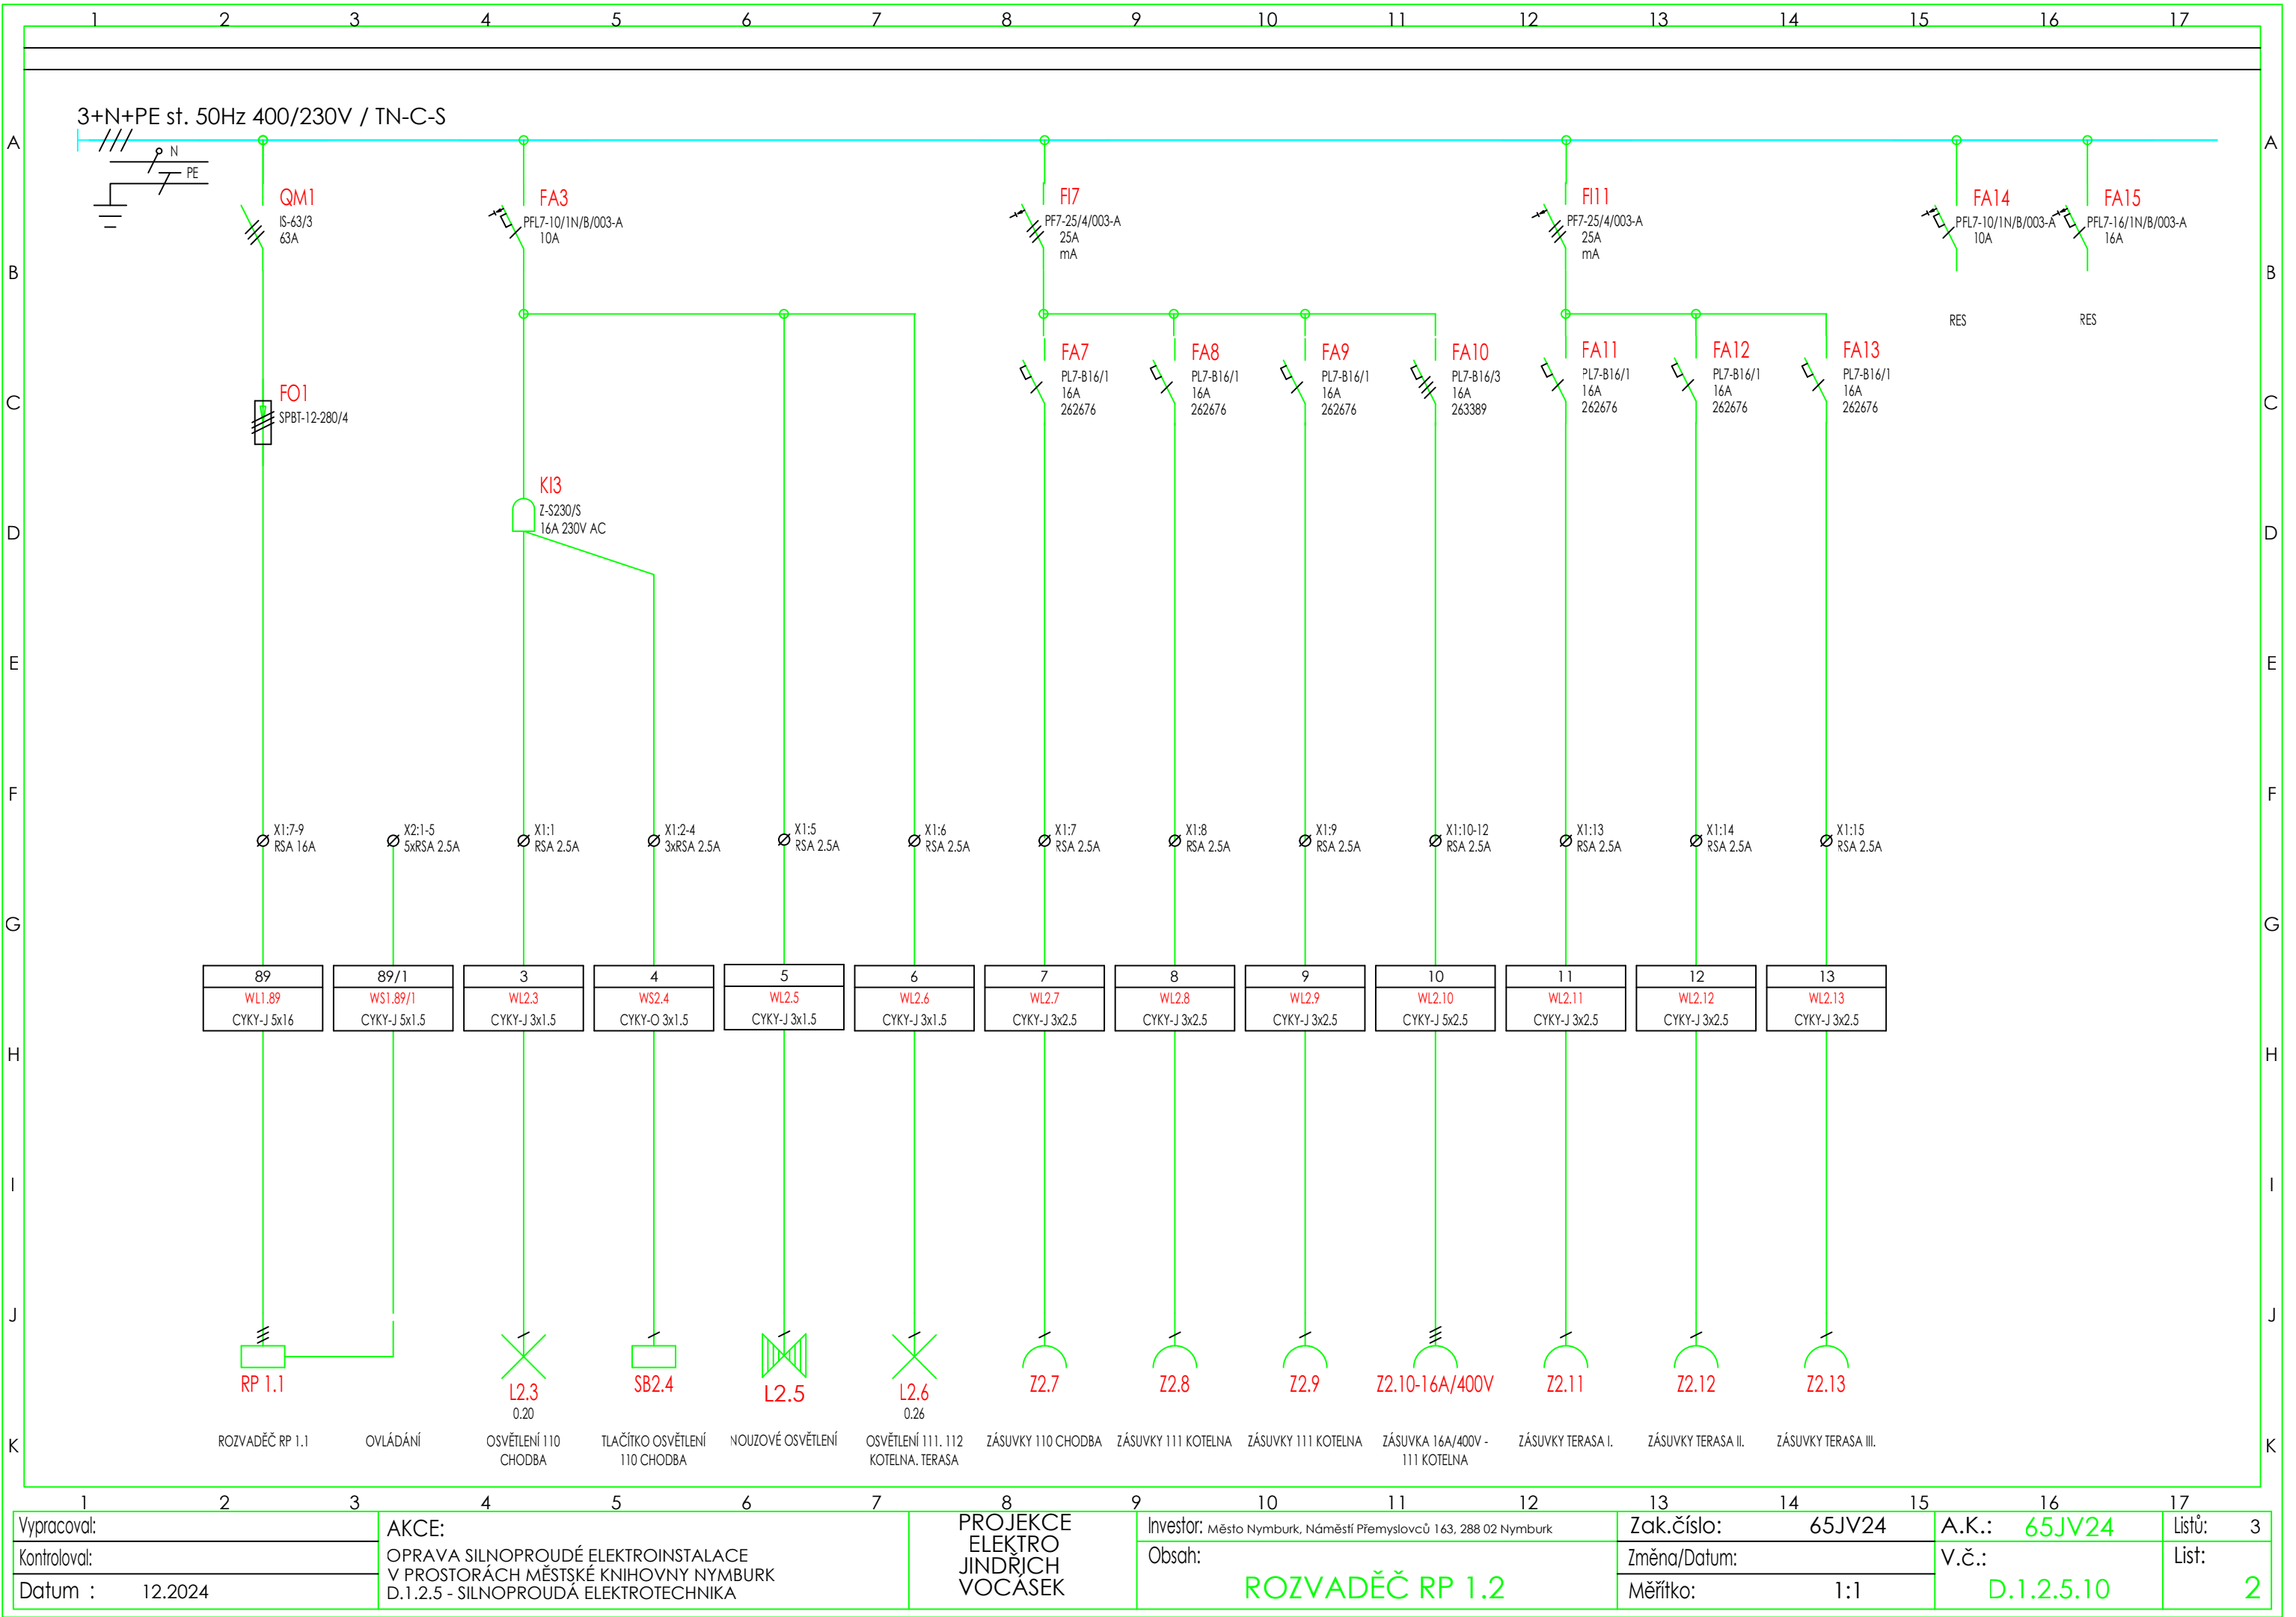 1 2 3 4 5 6 7 8 9 10 11 12 13 14 15 16 17
3+N+PE st. 50Hz 400/230V / TN-C-S
A A
N
PE
QM1
IS-63/3
63A
FA3
PFL7-10/1N/B/003-A
10A
FI7
PF7-25/4/003-A
25A
mA
FI11
PF7-25/4/003-A
25A
mA
FA14
PFL7-10/1N/B/003-A
10A
FA15
PFL7-16/1N/B/003-A
16A
B B
RES
RES
FO1
SPBT-12-280/4
FA7
PL7-B16/1
16A
262676
FA8
PL7-B16/1
16A
262676
FA9
PL7-B16/1
16A
262676
FA10
PL7-B16/3
16A
263389
FA11
PL7-B16/1
16A
262676
FA12
PL7-B16/1
16A
262676
FA13
PL7-B16/1
16A
262676
C C
KI3
Z-S230/S
16A 230V AC
D D
E E
F F
X1:7-9
RSA 16A
X2:1-5
5xRSA 2.5A
X1:1
RSA 2.5A
X1:2-4
3xRSA 2.5A
X1:5
RSA 2.5A
X1:6
RSA 2.5A
X1:7
RSA 2.5A
X1:8
RSA 2.5A
X1:9
RSA 2.5A
X1:10-12
RSA 2.5A
X1:13
RSA 2.5A
X1:14
RSA 2.5A
X1:15
RSA 2.5A
G G
89
WL1.89
CYKY-J 5x16
89/1
WS1.89/1
CYKY-J 5x1.5
3
WL2.3
CYKY-J 3x1.5
4
WS2.4
CYKY-O 3x1.5
5
WL2.5
CYKY-J 3x1.5
6
WL2.6
CYKY-J 3x1.5
7
WL2.7
CYKY-J 3x2.5
8
WL2.8
CYKY-J 3x2.5
9
WL2.9
CYKY-J 3x2.5
10
WL2.10
CYKY-J 5x2.5
11
WL2.11
CYKY-J 3x2.5
12
WL2.12
CYKY-J 3x2.5
13
WL2.13
CYKY-J 3x2.5
H H
I I
J J
RP 1.1
L2.3
0.20
SB2.4
L2.5
L2.6
0.26
Z2.7
Z2.8
Z2.9
Z2.10-16A/400V
Z2.11
Z2.12
Z2.13
K K
ROZVADĚČ RP 1.1
OVLÁDÁNÍ
OSVĚTLENÍ 110
CHODBA
TLAČÍTKO OSVĚTLENÍ
110 CHODBA
NOUZOVÉ OSVĚTLENÍ
OSVĚTLENÍ 111. 112
KOTELNA. TERASA
ZÁSUVKY 110 CHODBA
ZÁSUVKY 111 KOTELNA
ZÁSUVKY 111 KOTELNA
ZÁSUVKA 16A/400V -
111 KOTELNA
ZÁSUVKY TERASA I.
ZÁSUVKY TERASA II.
ZÁSUVKY TERASA III.
1 2 3 4 5 6 7 8 9 10 11 12 13 14 15 16 17
Vypracoval:
Kontroloval:
Datum : 12.2024
AKCE:
OPRAVA SILNOPROUDÉ ELEKTROINSTALACE
V PROSTORÁCH MĚSTSKÉ KNIHOVNY NYMBURK
D.1.2.5 - SILNOPROUDÁ ELEKTROTECHNIKA
PROJEKCE
ELEKTRO
JINDŘICH
VOCÁSEK
Investor: Město Nymburk, Náměstí Přemyslovců 163, 288 02 Nymburk
Obsah:
ROZVADĚČ RP 1.2
Zak.číslo: 65JV24
Změna/Datum:
Měřítko: 1:1
A.K.: 65JV24
V.č.:
D.1.2.5.10
Listů: 3
List:
2